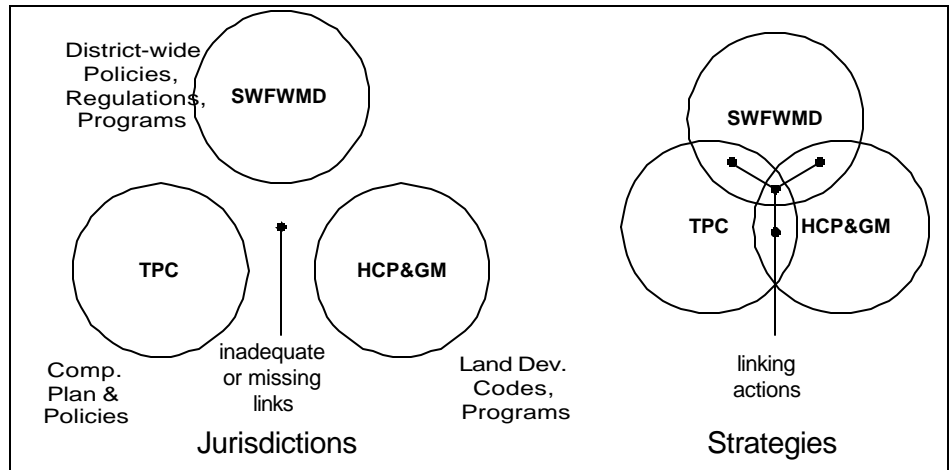 District-wide
Policies,
Regulations,
Programs
SWFWMD
TPC
HCP&GM
inadequate
or missing
links
Comp.
Plan &
Policies
Land Dev.
Codes,
Programs
Jurisdictions
SWFWMD
TPC
HCP&GM
linking
actions
Strategies